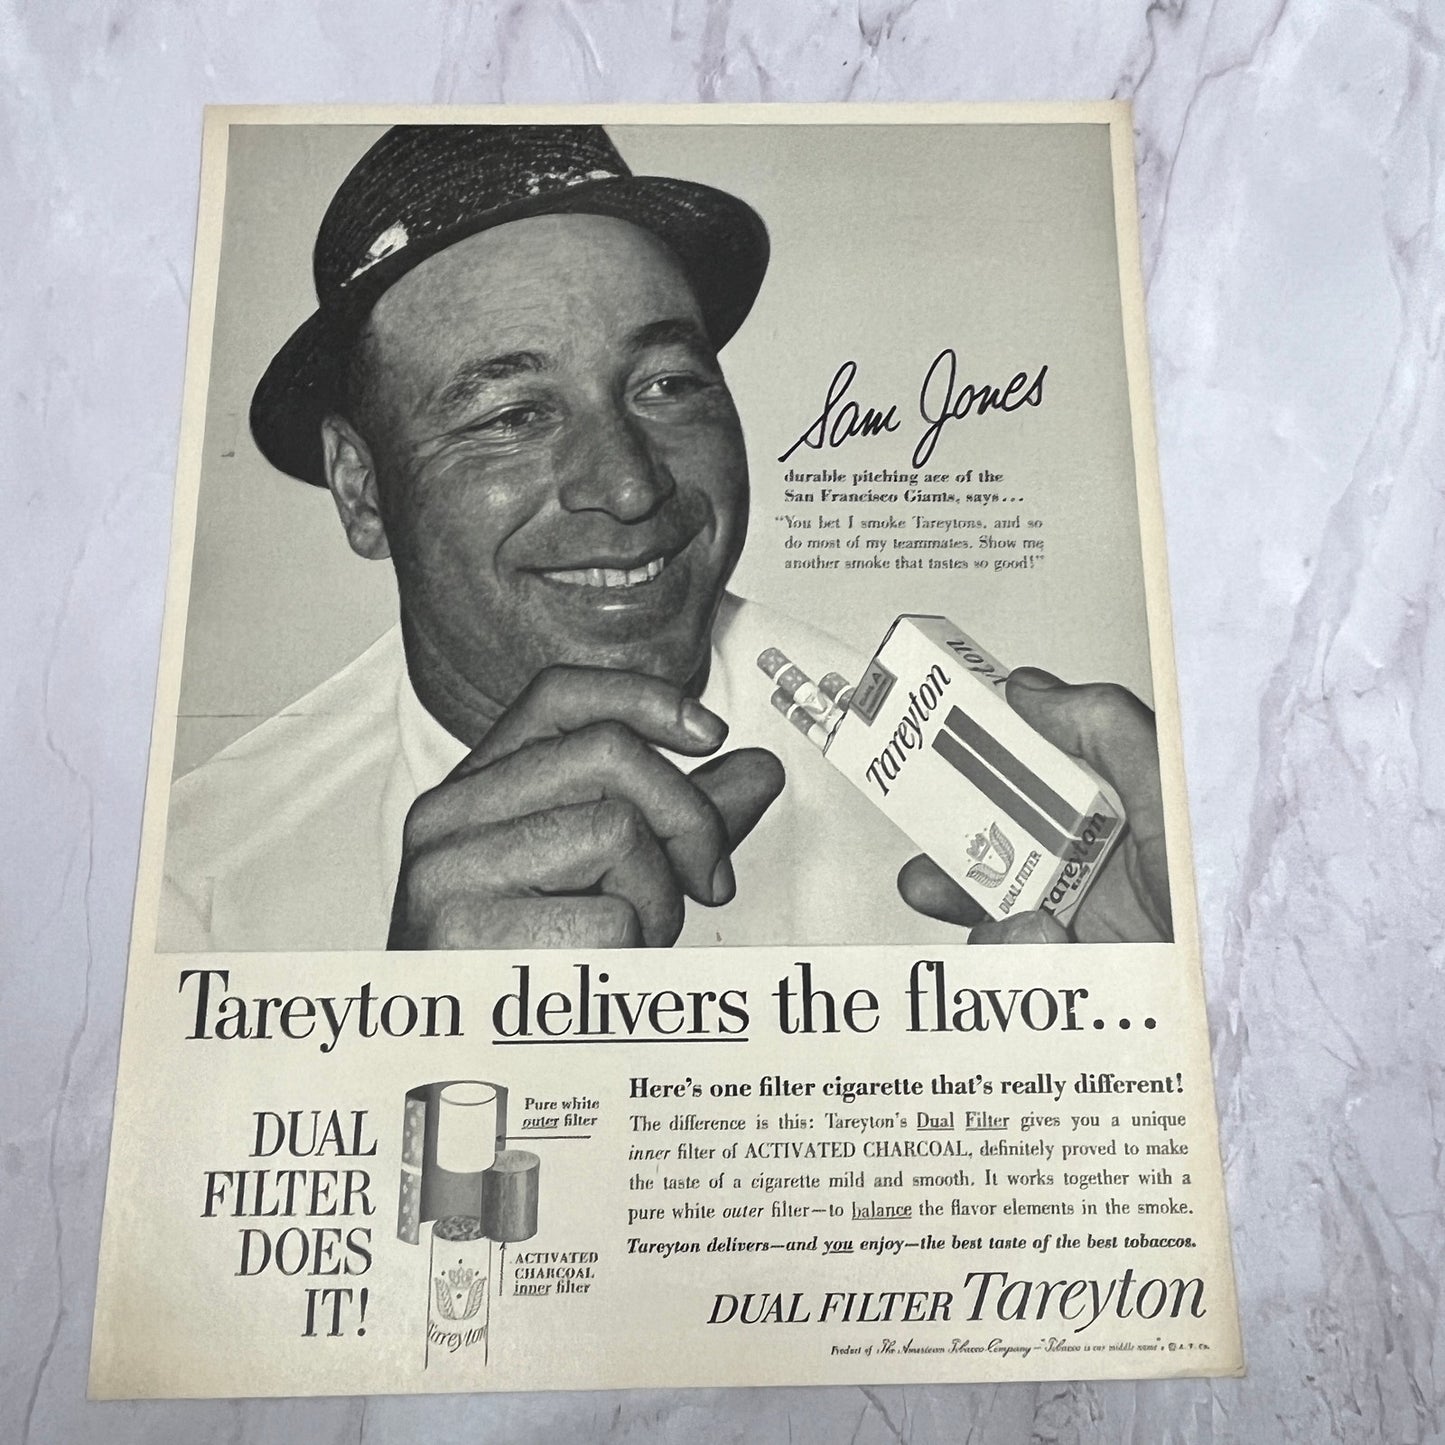 Sam Jones
durable pitching ace of the
San Francisco Giants, says...
"You bet I smoke Tareytons, and so
do most of my teammates. Show me
another smoke that tastes so good!"
Tareyton
DUAL FILTER
Tareyton
Tareyton delivers the flavor...
DUAL
FILTER
DOES
IT!
Pure white
outer filter
ACTIVATED
CHARCOAL
inner filter
Tareyton
Here's one filter cigarette that's really different!
The difference is this: Tareyton's Dual Filter gives you a unique
inner filter of ACTIVATED CHARCOAL, definitely proved to make
the taste of a cigarette mild and smooth. It works together with a
pure white outer filter—to balance the flavor elements in the smoke.
Tareyton delivers—and you enjoy—the best taste of the best tobaccos.
DUAL FILTER Tareyton
Product of The American Tobacco Company—"Tobacco is our middle name" © A. T. Co.